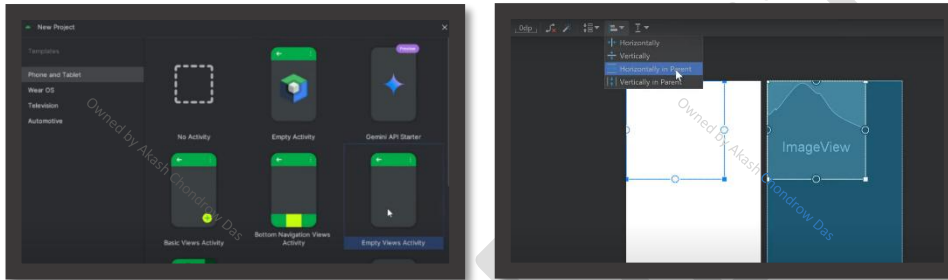 New Project
Templates
Phone and Tablet
Wear OS
Television
Automotive
No Activity
Empty Activity
Preview
Gemini API Starter
Basic Views Activity
Bottom Navigation Views
Activity
Empty Views Activity
Owned by Akash Chondrow Das
0dp
Horizontally
Vertically
Horizontally in Parent
Vertically in Parent
ImageView
Owned by Akash Chondrow Das